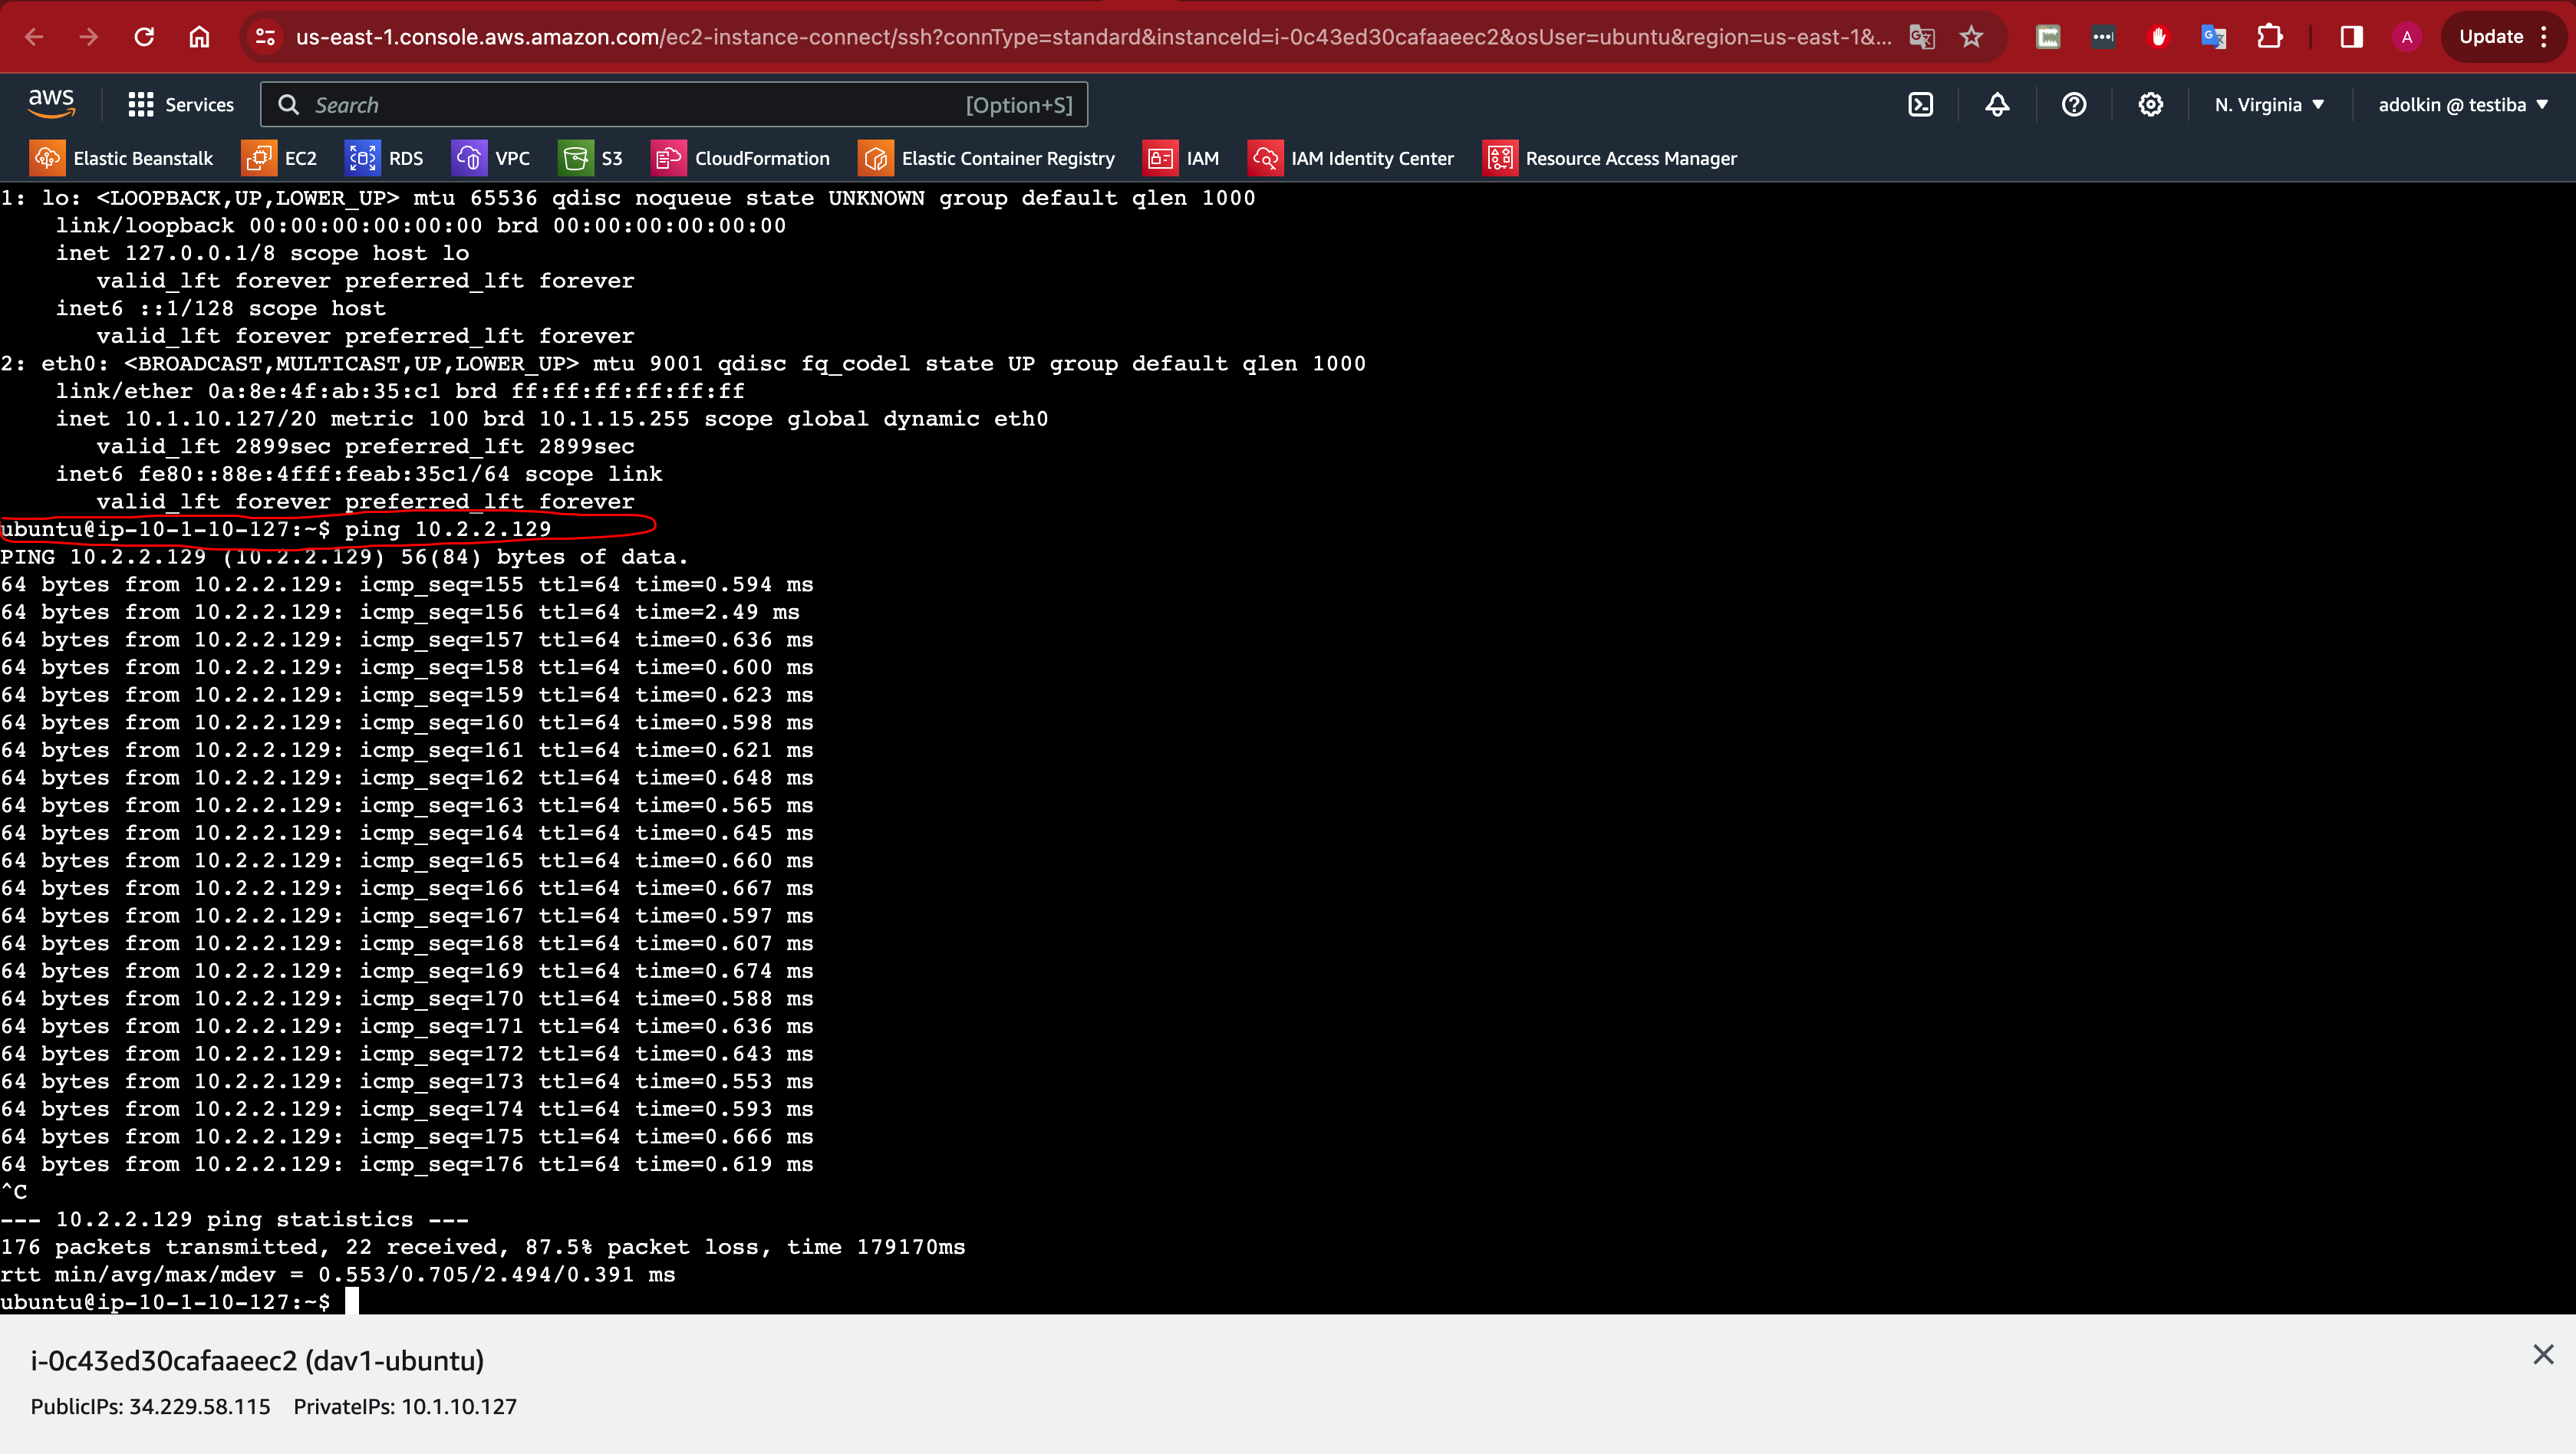 us-east-1.console.aws.amazon.com/ec2-instance-connect/ssh?connType=standard&instanceId=i-0c43ed30cafaaeec2&osUser=ubuntu&region=us-east-1&... A Update
aws Services Search [Option+S] N. Virginia adolkin @ testiba
Elastic Beanstalk EC2 RDS VPC S3 CloudFormation Elastic Container Registry IAM IAM Identity Center Resource Access Manager
1: lo: <LOOPBACK,UP,LOWER_UP> mtu 65536 qdisc noqueue state UNKNOWN group default qlen 1000
link/loopback 00:00:00:00:00:00 brd 00:00:00:00:00:00
inet 127.0.0.1/8 scope host lo
valid_lft forever preferred_lft forever
inet6 ::1/128 scope host
valid_lft forever preferred_lft forever
2: eth0: <BROADCAST,MULTICAST,UP,LOWER_UP> mtu 9001 qdisc fq_codel state UP group default qlen 1000
link/ether 0a:8e:4f:ab:35:c1 brd ff:ff:ff:ff:ff:ff
inet 10.1.10.127/20 metric 100 brd 10.1.15.255 scope global dynamic eth0
valid_lft 2899sec preferred_lft 2899sec
inet6 fe80::88e:4fff:feab:35c1/64 scope link
valid_lft forever preferred_lft forever
ubuntu@ip-10-1-10-127:~$ ping 10.2.2.129
PING 10.2.2.129 (10.2.2.129) 56(84) bytes of data.
64 bytes from 10.2.2.129: icmp_seq=155 ttl=64 time=0.594 ms
64 bytes from 10.2.2.129: icmp_seq=156 ttl=64 time=2.49 ms
64 bytes from 10.2.2.129: icmp_seq=157 ttl=64 time=0.636 ms
64 bytes from 10.2.2.129: icmp_seq=158 ttl=64 time=0.600 ms
64 bytes from 10.2.2.129: icmp_seq=159 ttl=64 time=0.623 ms
64 bytes from 10.2.2.129: icmp_seq=160 ttl=64 time=0.598 ms
64 bytes from 10.2.2.129: icmp_seq=161 ttl=64 time=0.621 ms
64 bytes from 10.2.2.129: icmp_seq=162 ttl=64 time=0.648 ms
64 bytes from 10.2.2.129: icmp_seq=163 ttl=64 time=0.565 ms
64 bytes from 10.2.2.129: icmp_seq=164 ttl=64 time=0.645 ms
64 bytes from 10.2.2.129: icmp_seq=165 ttl=64 time=0.660 ms
64 bytes from 10.2.2.129: icmp_seq=166 ttl=64 time=0.667 ms
64 bytes from 10.2.2.129: icmp_seq=167 ttl=64 time=0.597 ms
64 bytes from 10.2.2.129: icmp_seq=168 ttl=64 time=0.607 ms
64 bytes from 10.2.2.129: icmp_seq=169 ttl=64 time=0.674 ms
64 bytes from 10.2.2.129: icmp_seq=170 ttl=64 time=0.588 ms
64 bytes from 10.2.2.129: icmp_seq=171 ttl=64 time=0.636 ms
64 bytes from 10.2.2.129: icmp_seq=172 ttl=64 time=0.643 ms
64 bytes from 10.2.2.129: icmp_seq=173 ttl=64 time=0.553 ms
64 bytes from 10.2.2.129: icmp_seq=174 ttl=64 time=0.593 ms
64 bytes from 10.2.2.129: icmp_seq=175 ttl=64 time=0.666 ms
64 bytes from 10.2.2.129: icmp_seq=176 ttl=64 time=0.619 ms
^C
--- 10.2.2.129 ping statistics ---
176 packets transmitted, 22 received, 87.5% packet loss, time 179170ms
rtt min/avg/max/mdev = 0.553/0.705/2.494/0.391 ms
ubuntu@ip-10-1-10-127:~$
i-0c43ed30cafaaeec2 (dav1-ubuntu)
PublicIPs: 34.229.58.115 PrivateIPs: 10.1.10.127